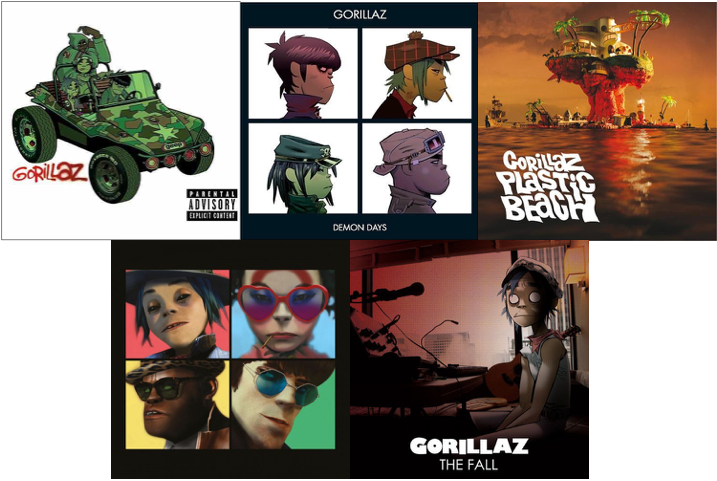 GORILLAZ
PARENTAL
ADVISORY
EXPLICIT CONTENT
GORILLAZ
DEMON DAYS
GORILLAZ
PLASTIC
BEACH
GORILLAZ
THE FALL